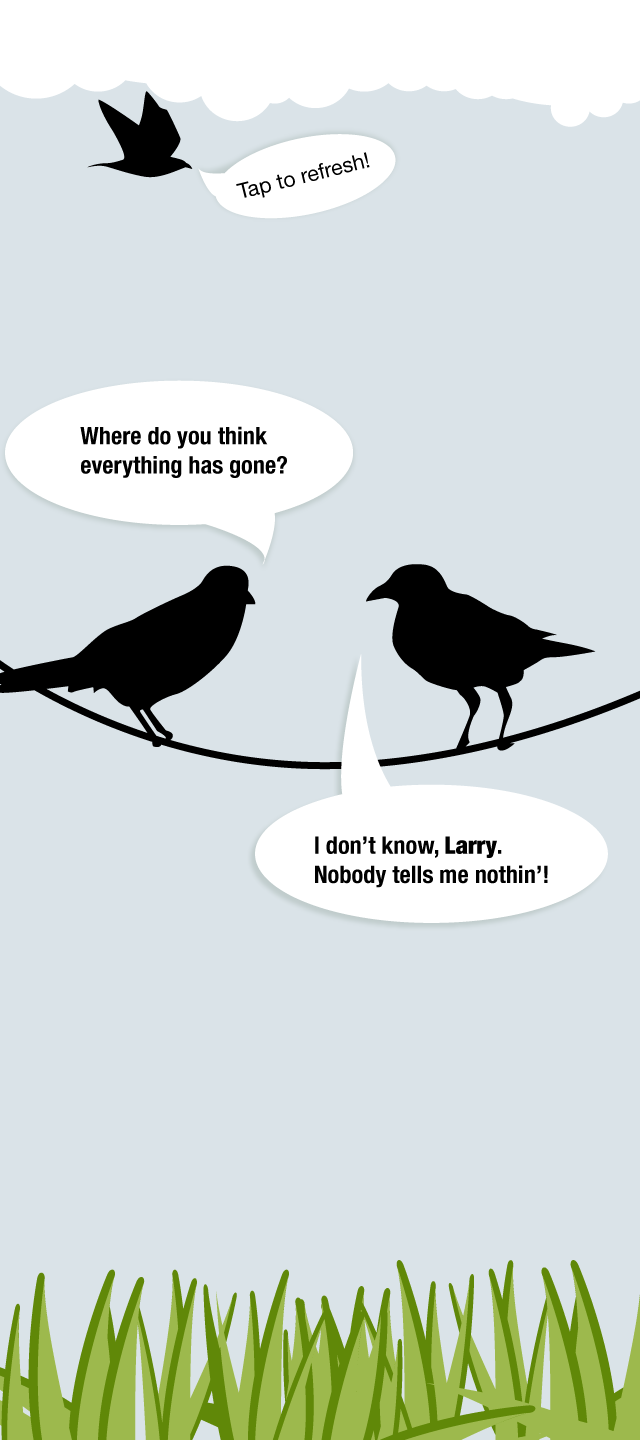 Tap to refresh!
Where do you think
everything has gone?
I don’t know, Larry.
Nobody tells me nothin’!